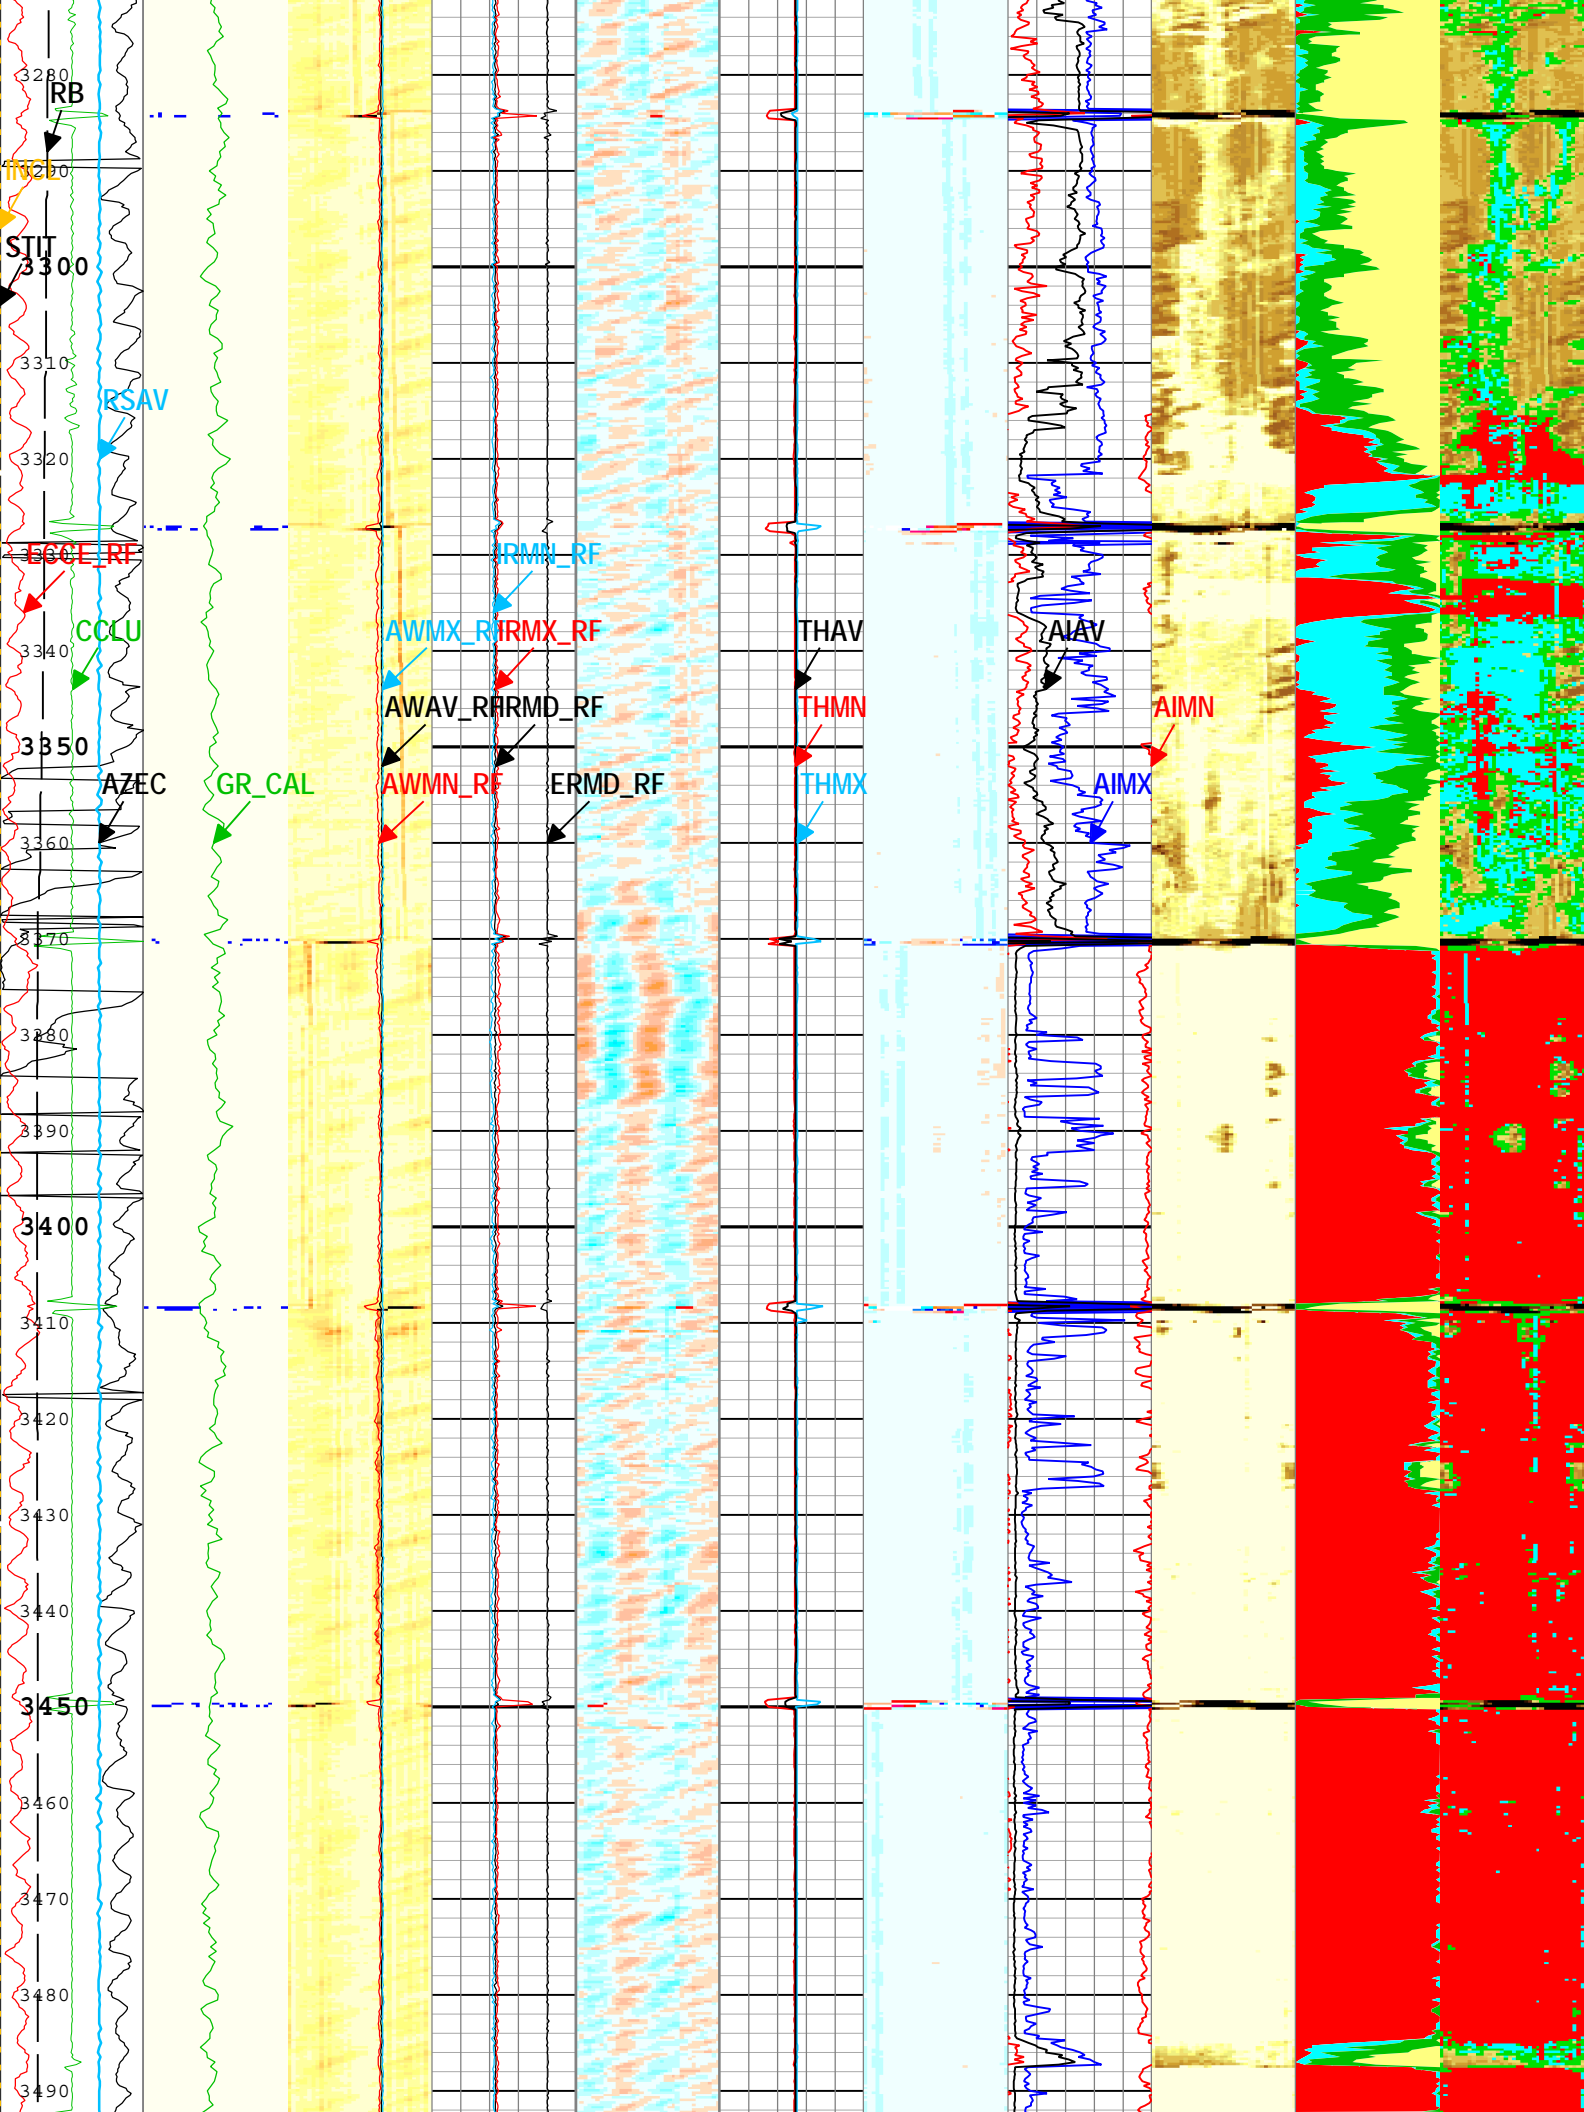 3280
RB
3290
INCL
STIT
3300
3310
RSAV
3320
3330
ECCE_RF
IRMN_RF
CCLU
AWMX_RF
IRMX_RF
THAV
AIAV
3340
AWAV_RF
IRMD_RF
THMN
AIMN
3350
AZEC
GR_CAL
AWMN_RF
ERMD_RF
THMX
AIMX
3360
3370
3380
3390
3400
3410
3420
3430
3440
3450
3460
3470
3480
3490